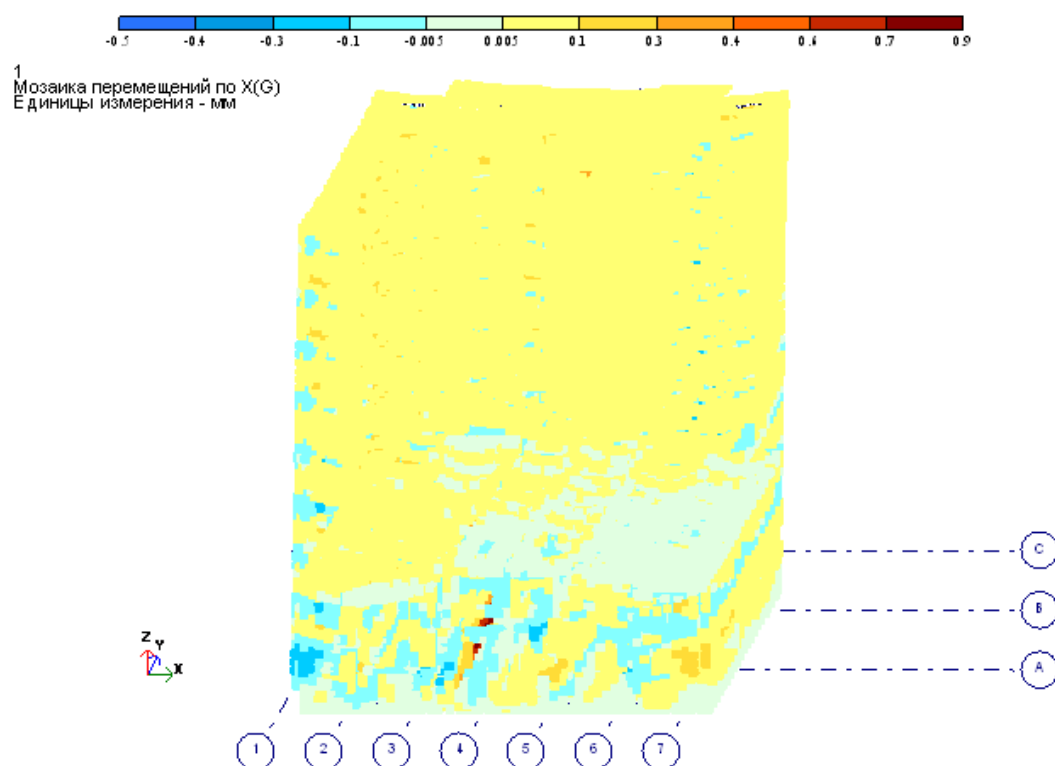 -0.5 -0.4 -0.3 -0.1 -0.005 0.005 0.1 0.3 0.4 0.6 0.7 0.9
1
Мозаика перемещений по X(G)
Единицы измерения - мм
C
B
Z Y
X
A
1 2 3 4 5 6 7